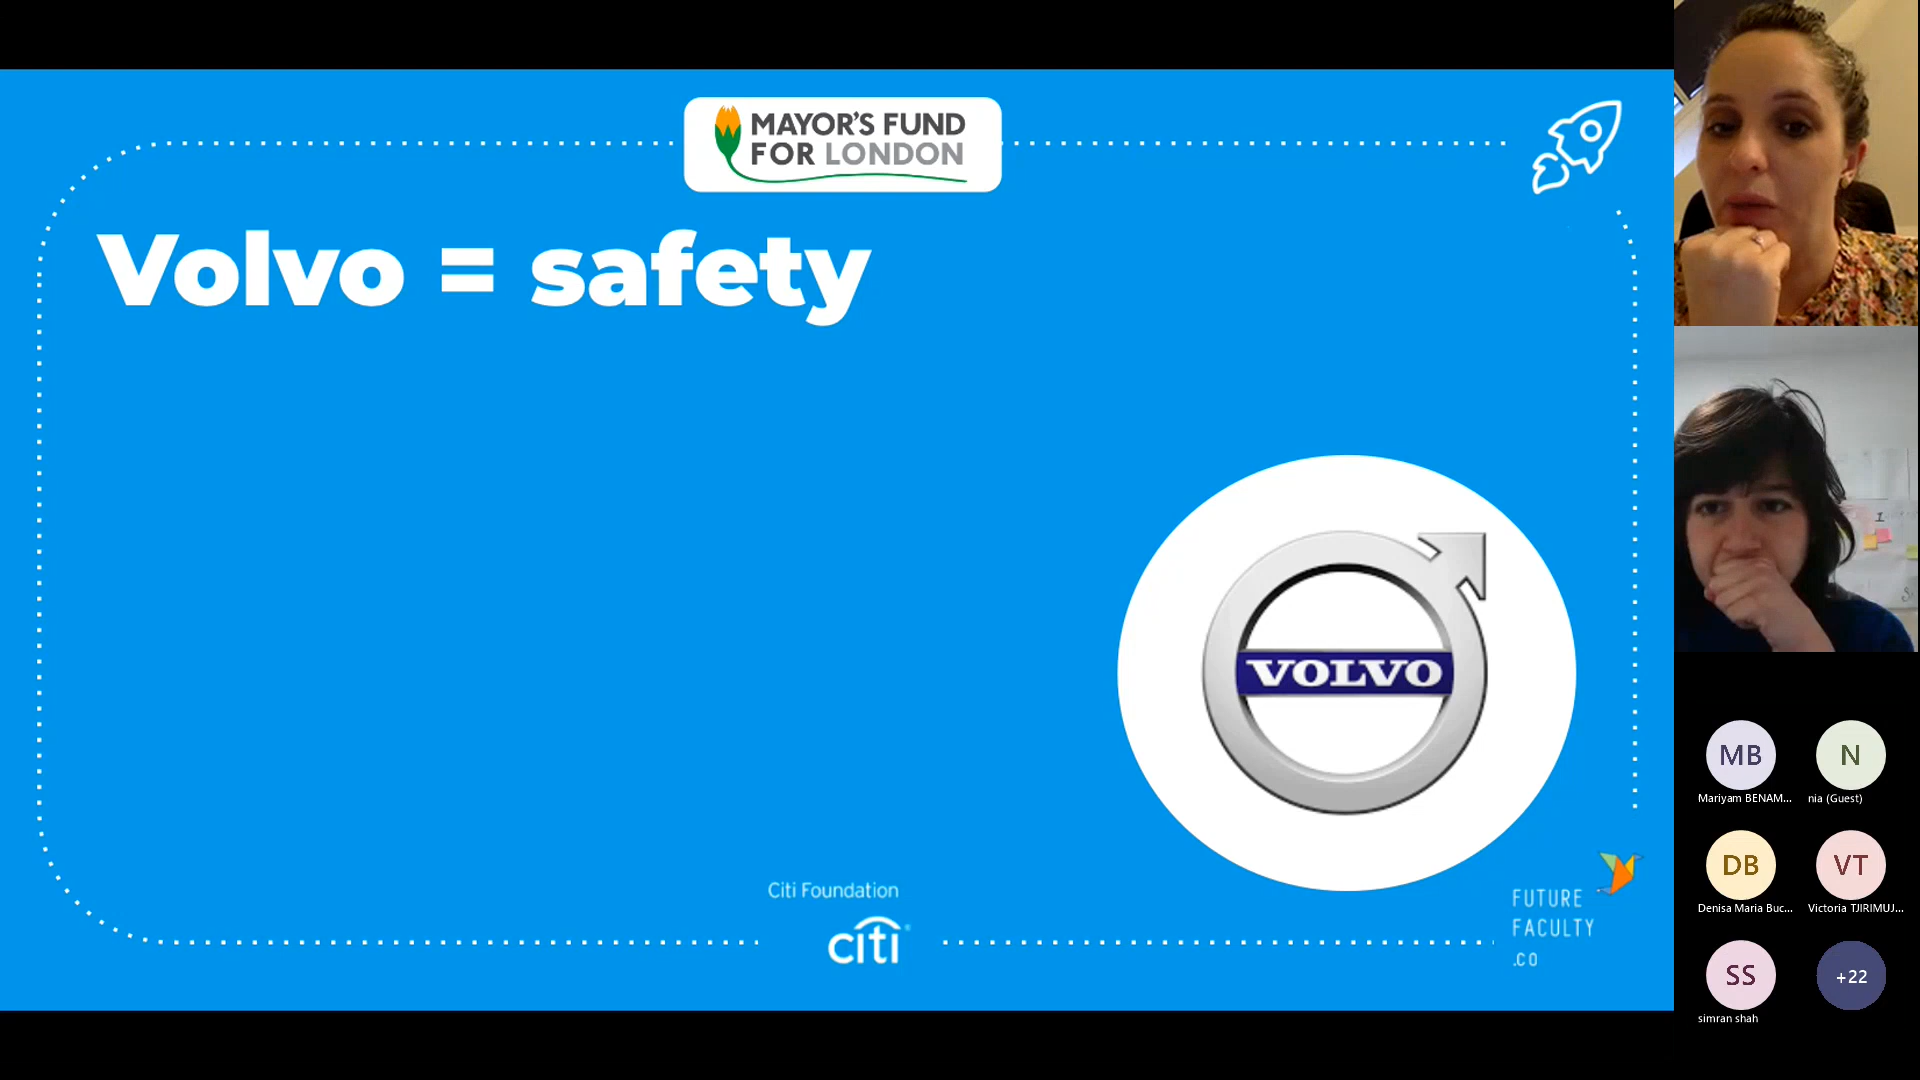 MAYOR'S FUND
FOR LONDON
Volvo = safety
VOLVO
Citi Foundation
citi
FUTURE
FACULTY
.CO
MB
Mariyam BENAM...
N
nia (Guest)
DB
Denisa Maria Buc...
VT
Victoria TJIRIMUJ...
SS
simran shah
+22